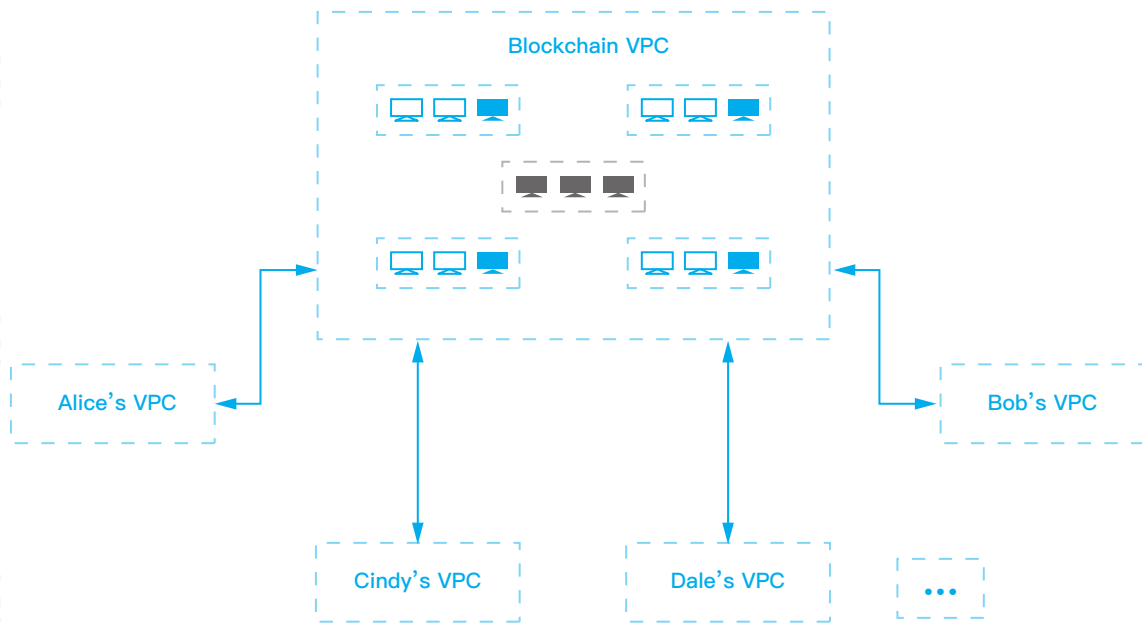 Blockchain VPC
Alice’s VPC
Bob’s VPC
Cindy’s VPC
Dale’s VPC
...